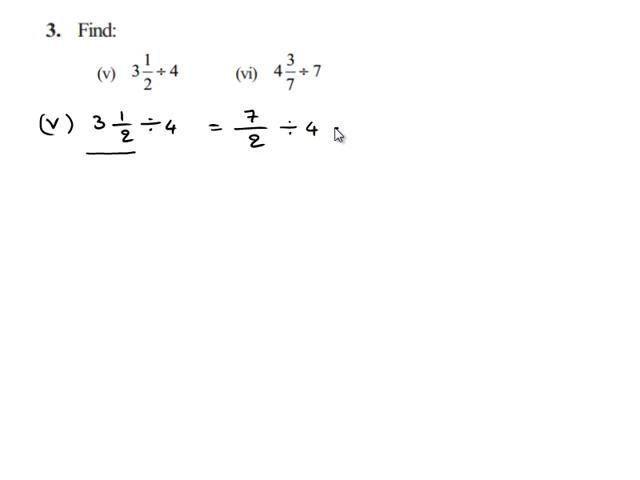 3. Find:
(v) 3 1/2 ÷ 4 (vi) 4 3/7 ÷ 7
(v) 3 1/2 ÷ 4 = 7/2 ÷ 4